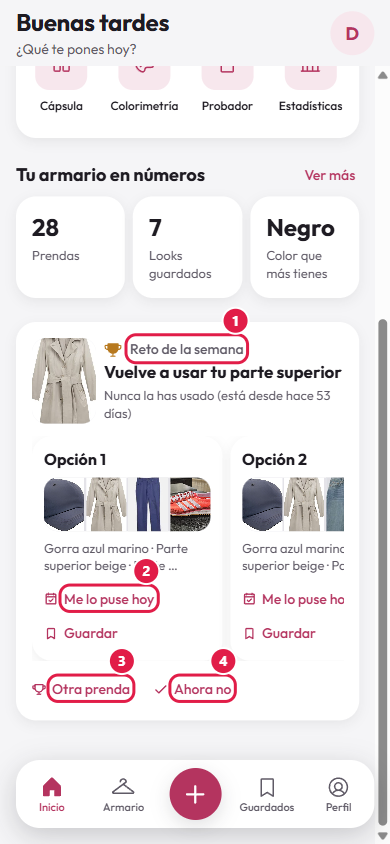 Buenas tardes
¿Qué te pones hoy?
D
Cápsula
Colorimetría
Probador
Estadísticas
Tu armario en números
Ver más
28
Prendas
7
Looks
guardados
Negro
Color que
más tienes
1
Reto de la semana
Vuelve a usar tu parte superior
Nunca la has usado (está desde hace 53
días)
Opción 1
Gorra azul marino · Parte
superior beige ·
2
Me lo puse hoy
Guardar
Opción 2
Gorra azul marino
superior beige ·
Me lo puse
Guardar
3
Otra prenda
4
Ahora no
Inicio
Armario
Guardados
Perfil